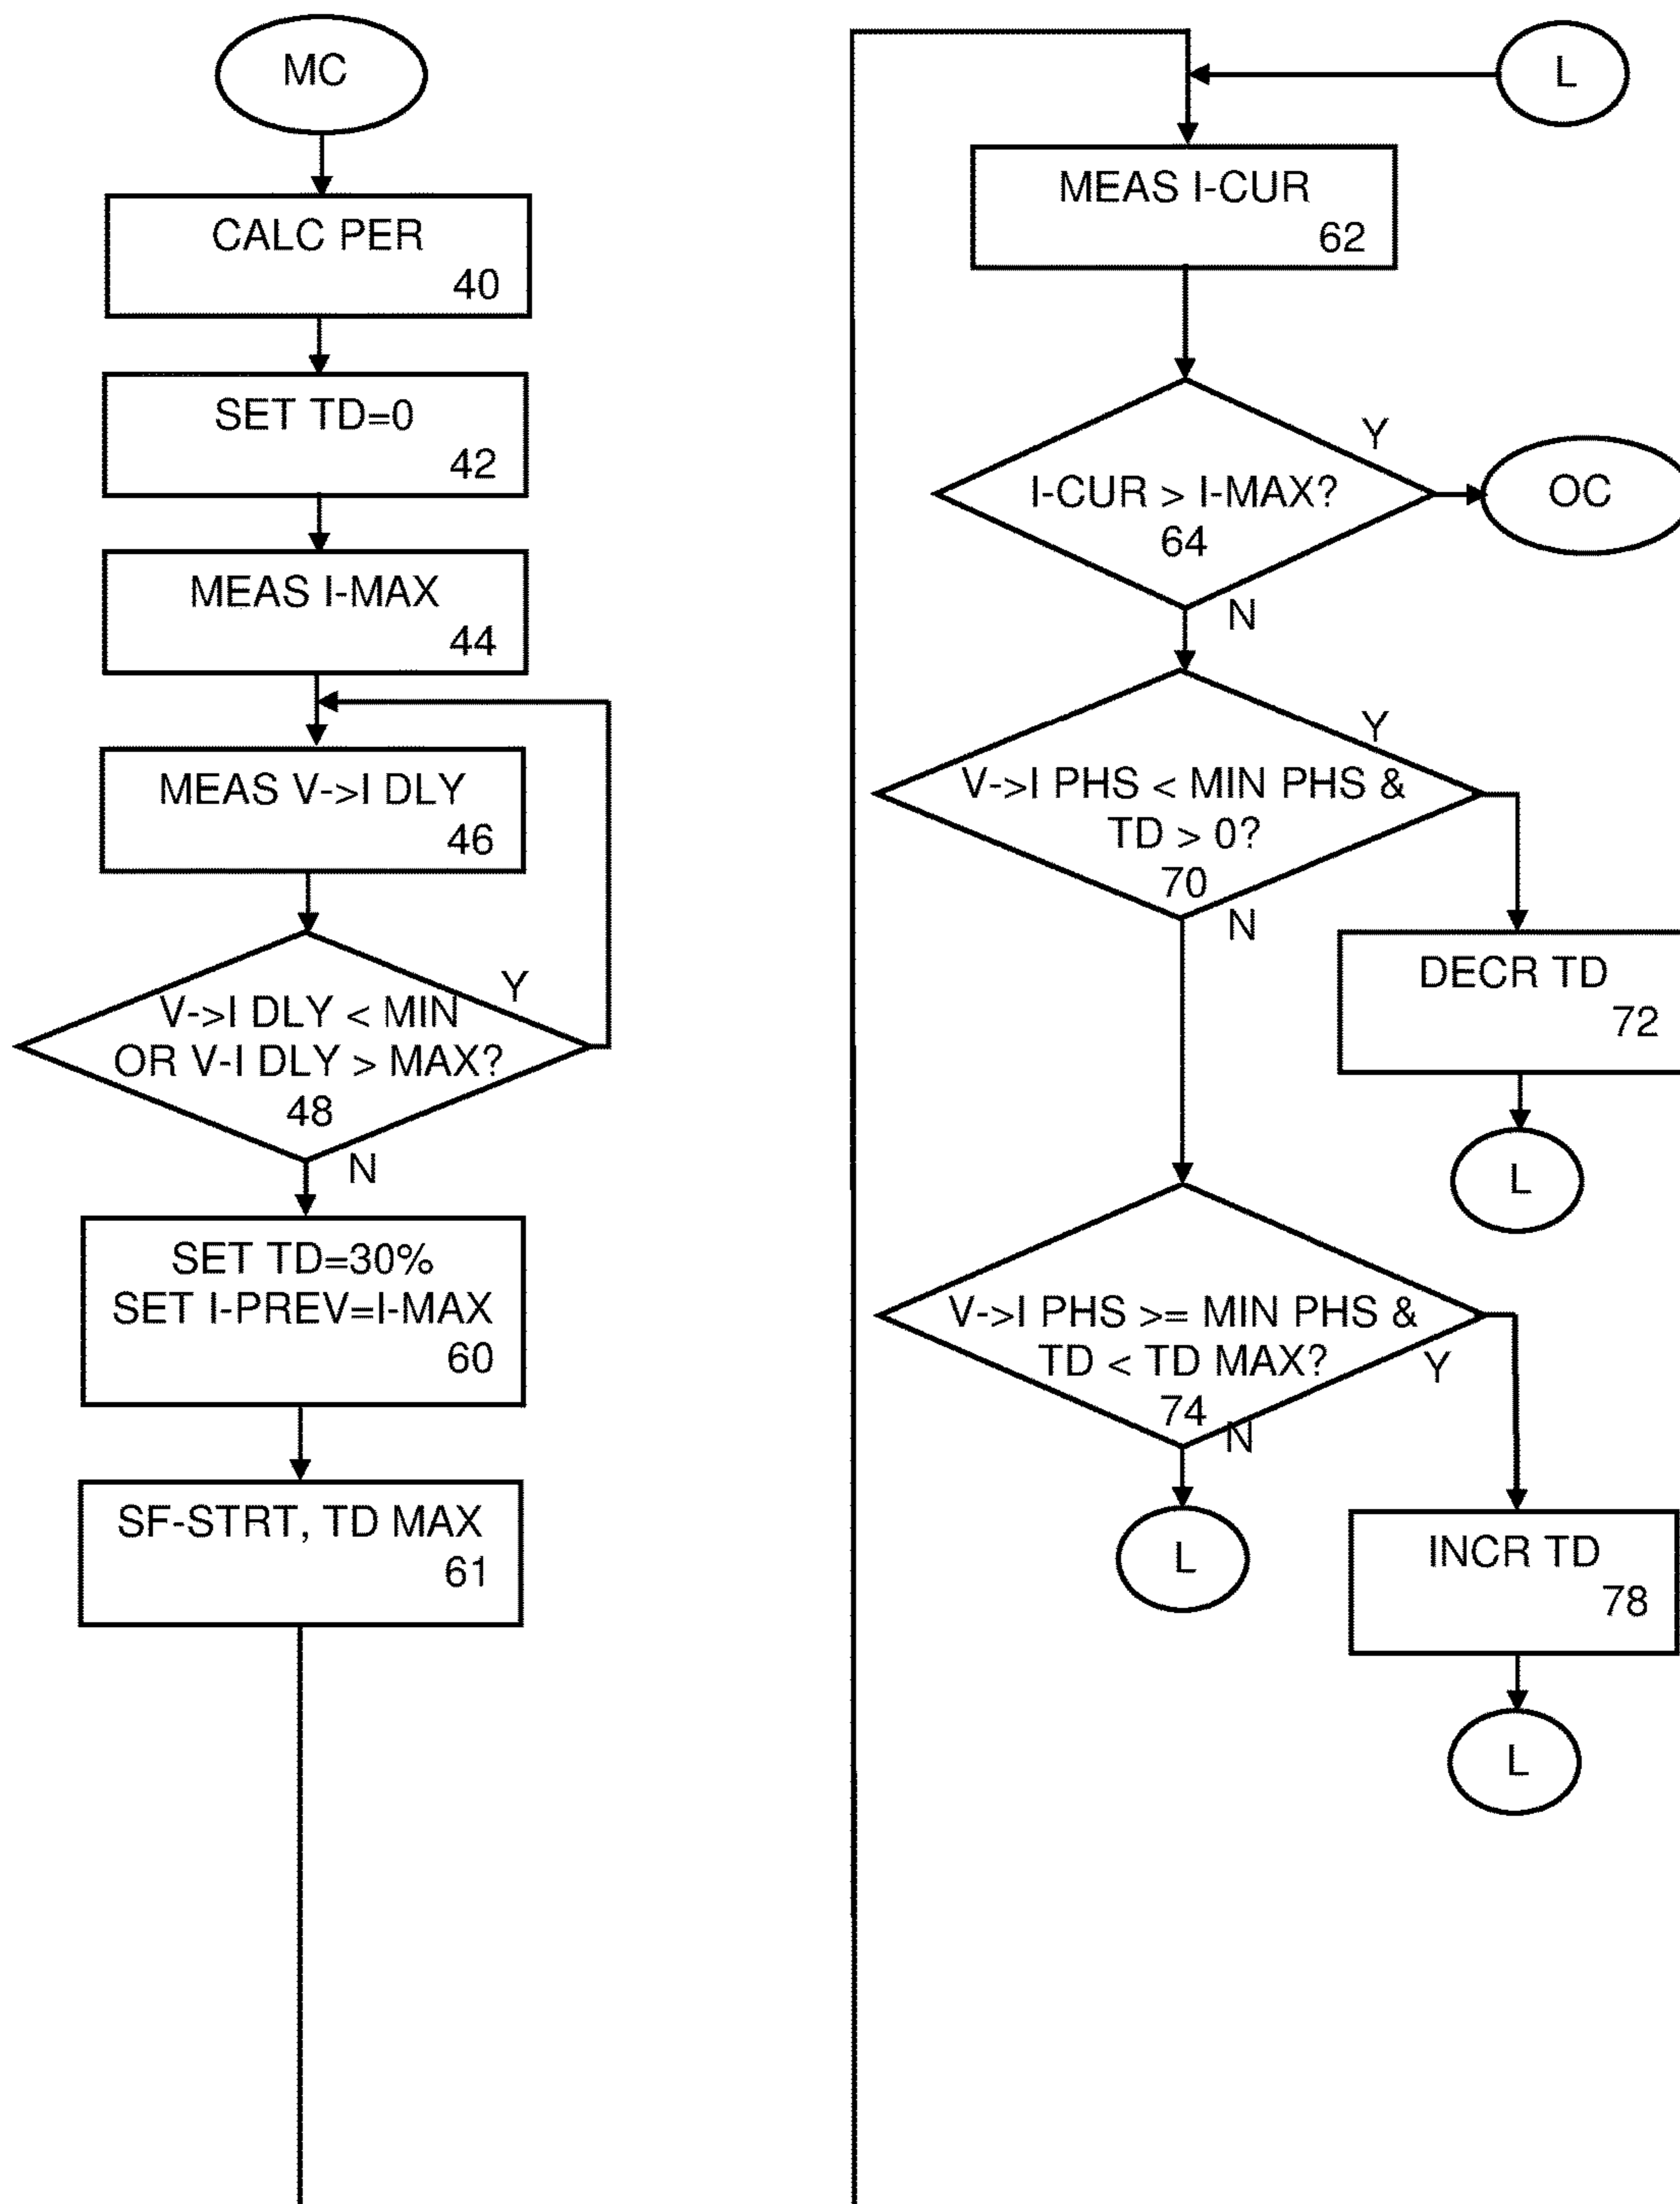 MC
CALC PER
40
SET TD=0
42
MEAS I-MAX
44
MEAS V->I DLY
46
V->I DLY < MIN
OR V-I DLY > MAX?
48
Y
N
SET TD=30%
SET I-PREV=I-MAX
60
SF-STRT, TD MAX
61
L
MEAS I-CUR
62
I-CUR > I-MAX?
64
Y
OC
N
V->I PHS < MIN PHS &
TD > 0?
70
Y
N
DECR TD
72
L
V->I PHS >= MIN PHS &
TD < TD MAX?
74
Y
N
L
INCR TD
78
L